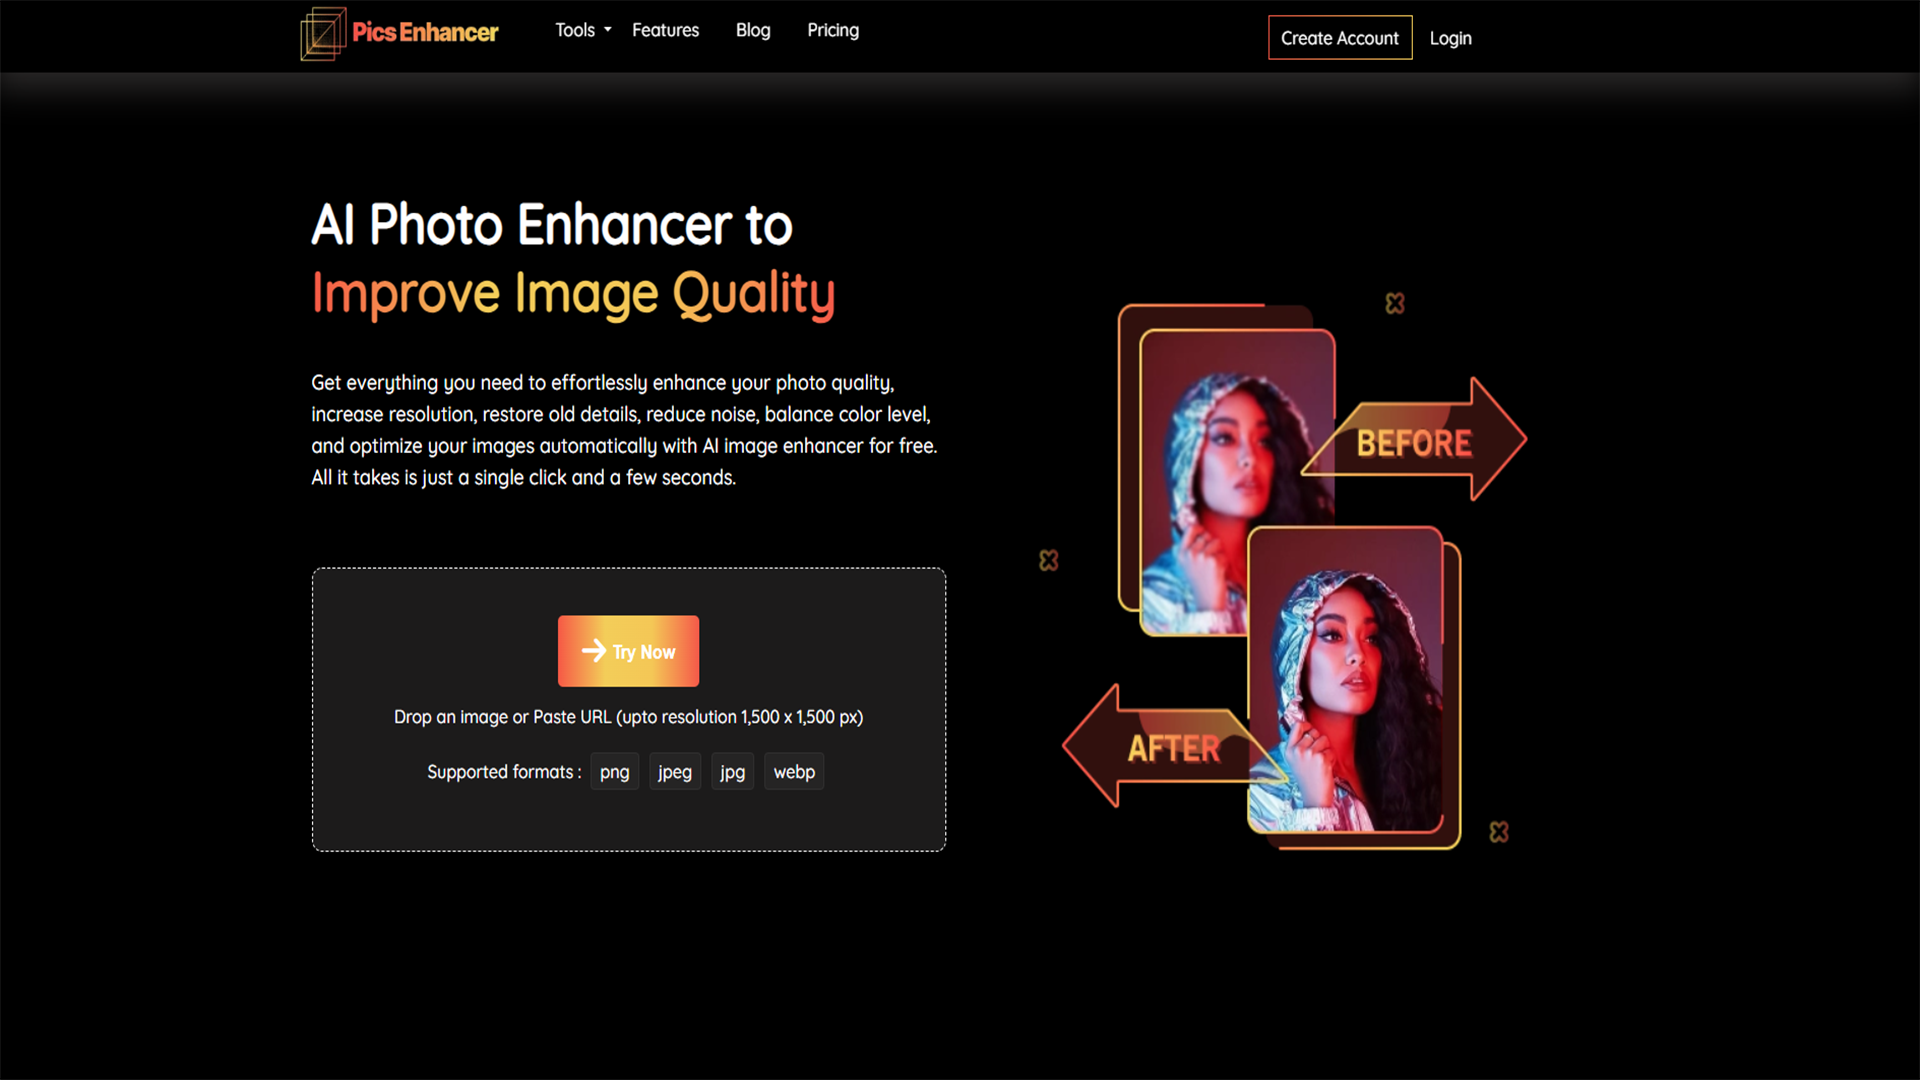 Pics Enhancer
Tools
Features
Blog
Pricing
Create Account
Login
AI Photo Enhancer to
Improve Image Quality
Get everything you need to effortlessly enhance your photo quality,
increase resolution, restore old details, reduce noise, balance color level,
and optimize your images automatically with AI image enhancer for free.
All it takes is just a single click and a few seconds.
Try Now
Drop an image or Paste URL (upto resolution 1,500 x 1,500 px)
Supported formats : png jpeg jpg webp
BEFORE
AFTER